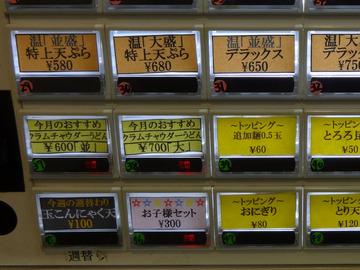 温「並盛」
特上天ぷら
¥580
温「大盛」
特上天ぷら
¥680
温「並盛」
デラックス
¥650
温「大盛」
デラ
¥750
今月のおすすめ
クラムチャウダーうどん
¥600「並」
今月のおすすめ
クラムチャウダーうどん
¥700「大」
～トッピング～
追加麺0.5玉
¥60
～トッピング～
とろろ
今週の週替わり
玉こんにゃく天
¥100
お子様セット
¥300
～トッピング～
おにぎり
¥80
～トッピング～
とり天
¥120
週替